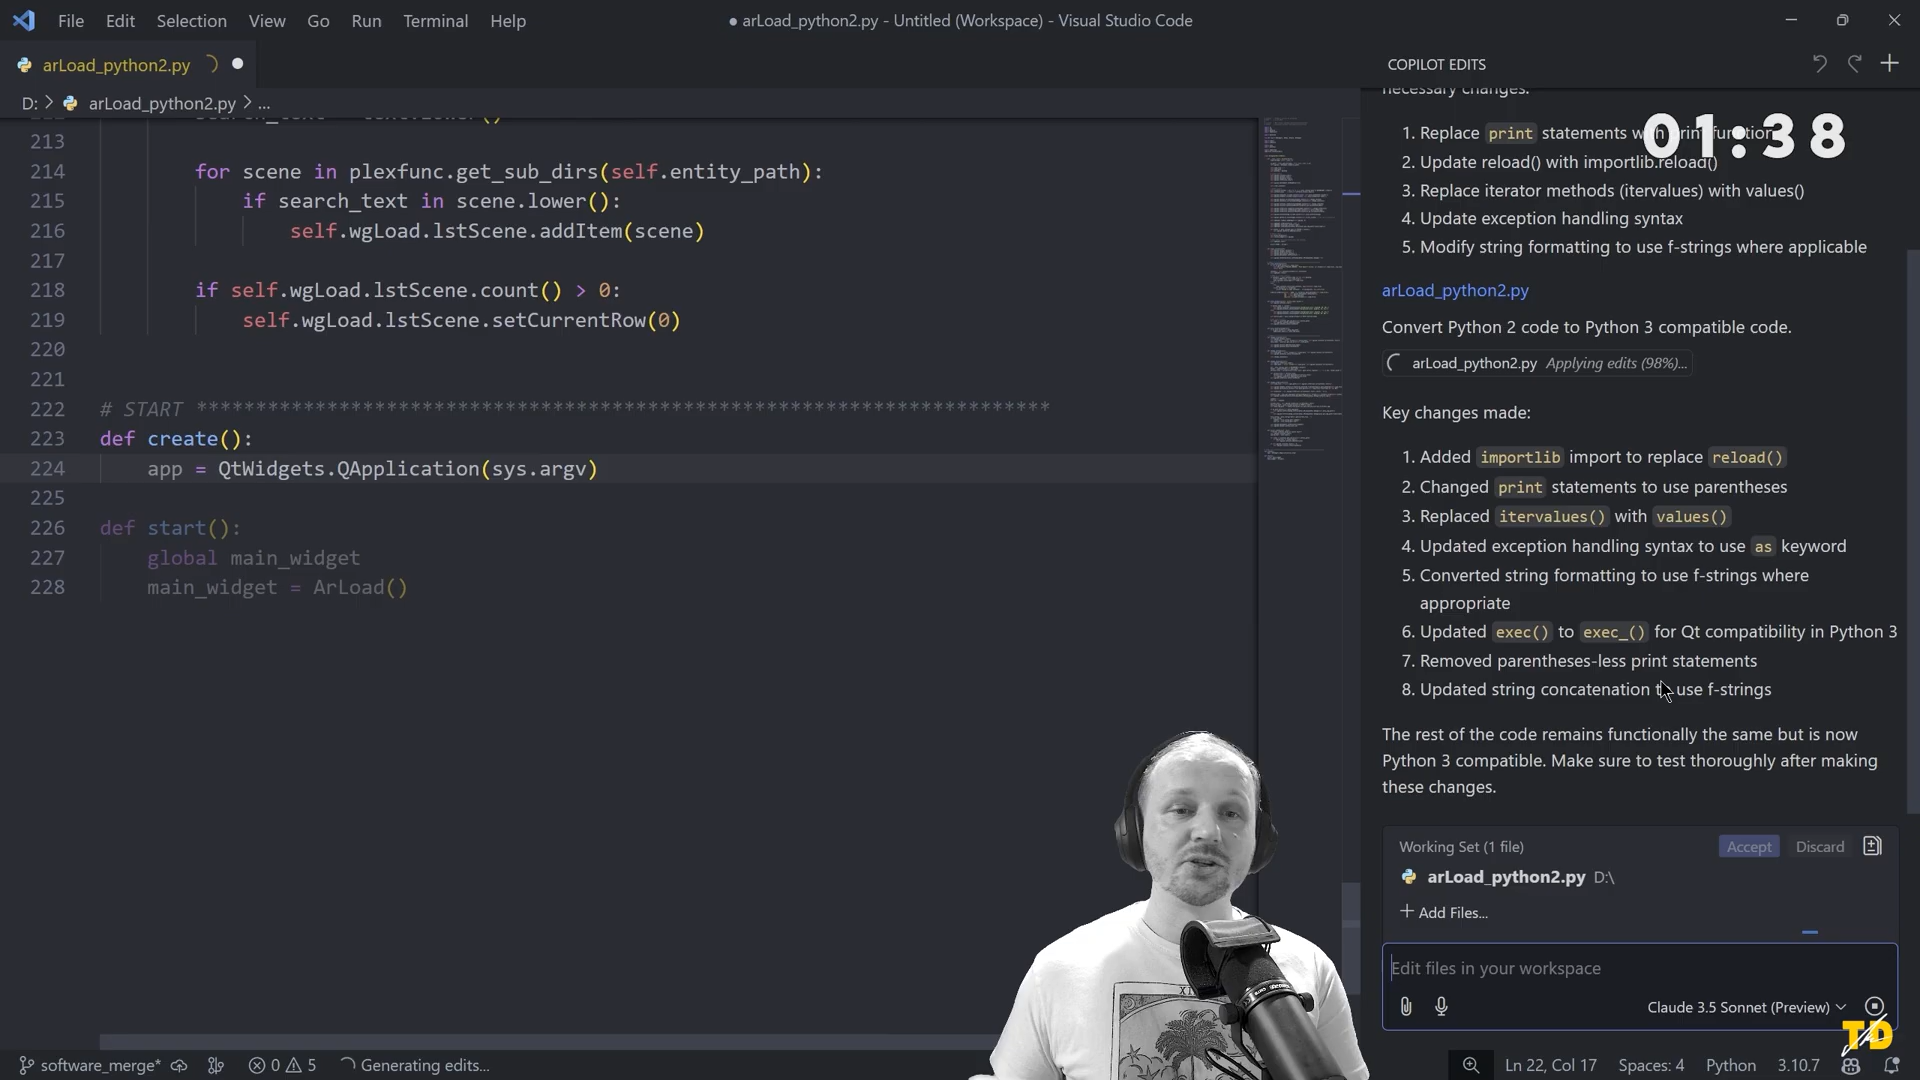 File Edit Selection View Go Run Terminal Help
● arLoad_python2.py - Untitled (Workspace) - Visual Studio Code
arLoad_python2.py
D: > arLoad_python2.py > ...
213
214 for scene in plexfunc.get_sub_dirs(self.entity_path):
215 if search_text in scene.lower():
216 self.wgLoad.lstScene.addItem(scene)
217
218 if self.wgLoad.lstScene.count() > 0:
219 self.wgLoad.lstScene.setCurrentRow(0)
220
221
222 # START ************************************************************************
223 def create():
224 app = QtWidgets.QApplication(sys.argv)
225
226 def start():
227 global main_widget
228 main_widget = ArLoad()
COPILOT EDITS
necessary changes.
01:38
1. Replace print statements with print function
2. Update reload() with importlib.reload()
3. Replace iterator methods (itervalues) with values()
4. Update exception handling syntax
5. Modify string formatting to use f-strings where applicable
arLoad_python2.py
Convert Python 2 code to Python 3 compatible code.
arLoad_python2.py Applying edits (98%)...
Key changes made:
1. Added importlib import to replace reload()
2. Changed print statements to use parentheses
3. Replaced itervalues() with values()
4. Updated exception handling syntax to use as keyword
5. Converted string formatting to use f-strings where
appropriate
6. Updated exec() to exec_() for Qt compatibility in Python 3
7. Removed parentheses-less print statements
8. Updated string concatenation to use f-strings
The rest of the code remains functionally the same but is now
Python 3 compatible. Make sure to test thoroughly after making
these changes.
Working Set (1 file) Accept Discard
arLoad_python2.py D:\
+ Add Files...
Edit files in your workspace
Claude 3.5 Sonnet (Preview)
TD
XI
software_merge* 0 5 Generating edits...
Ln 22, Col 17 Spaces: 4 Python 3.10.7